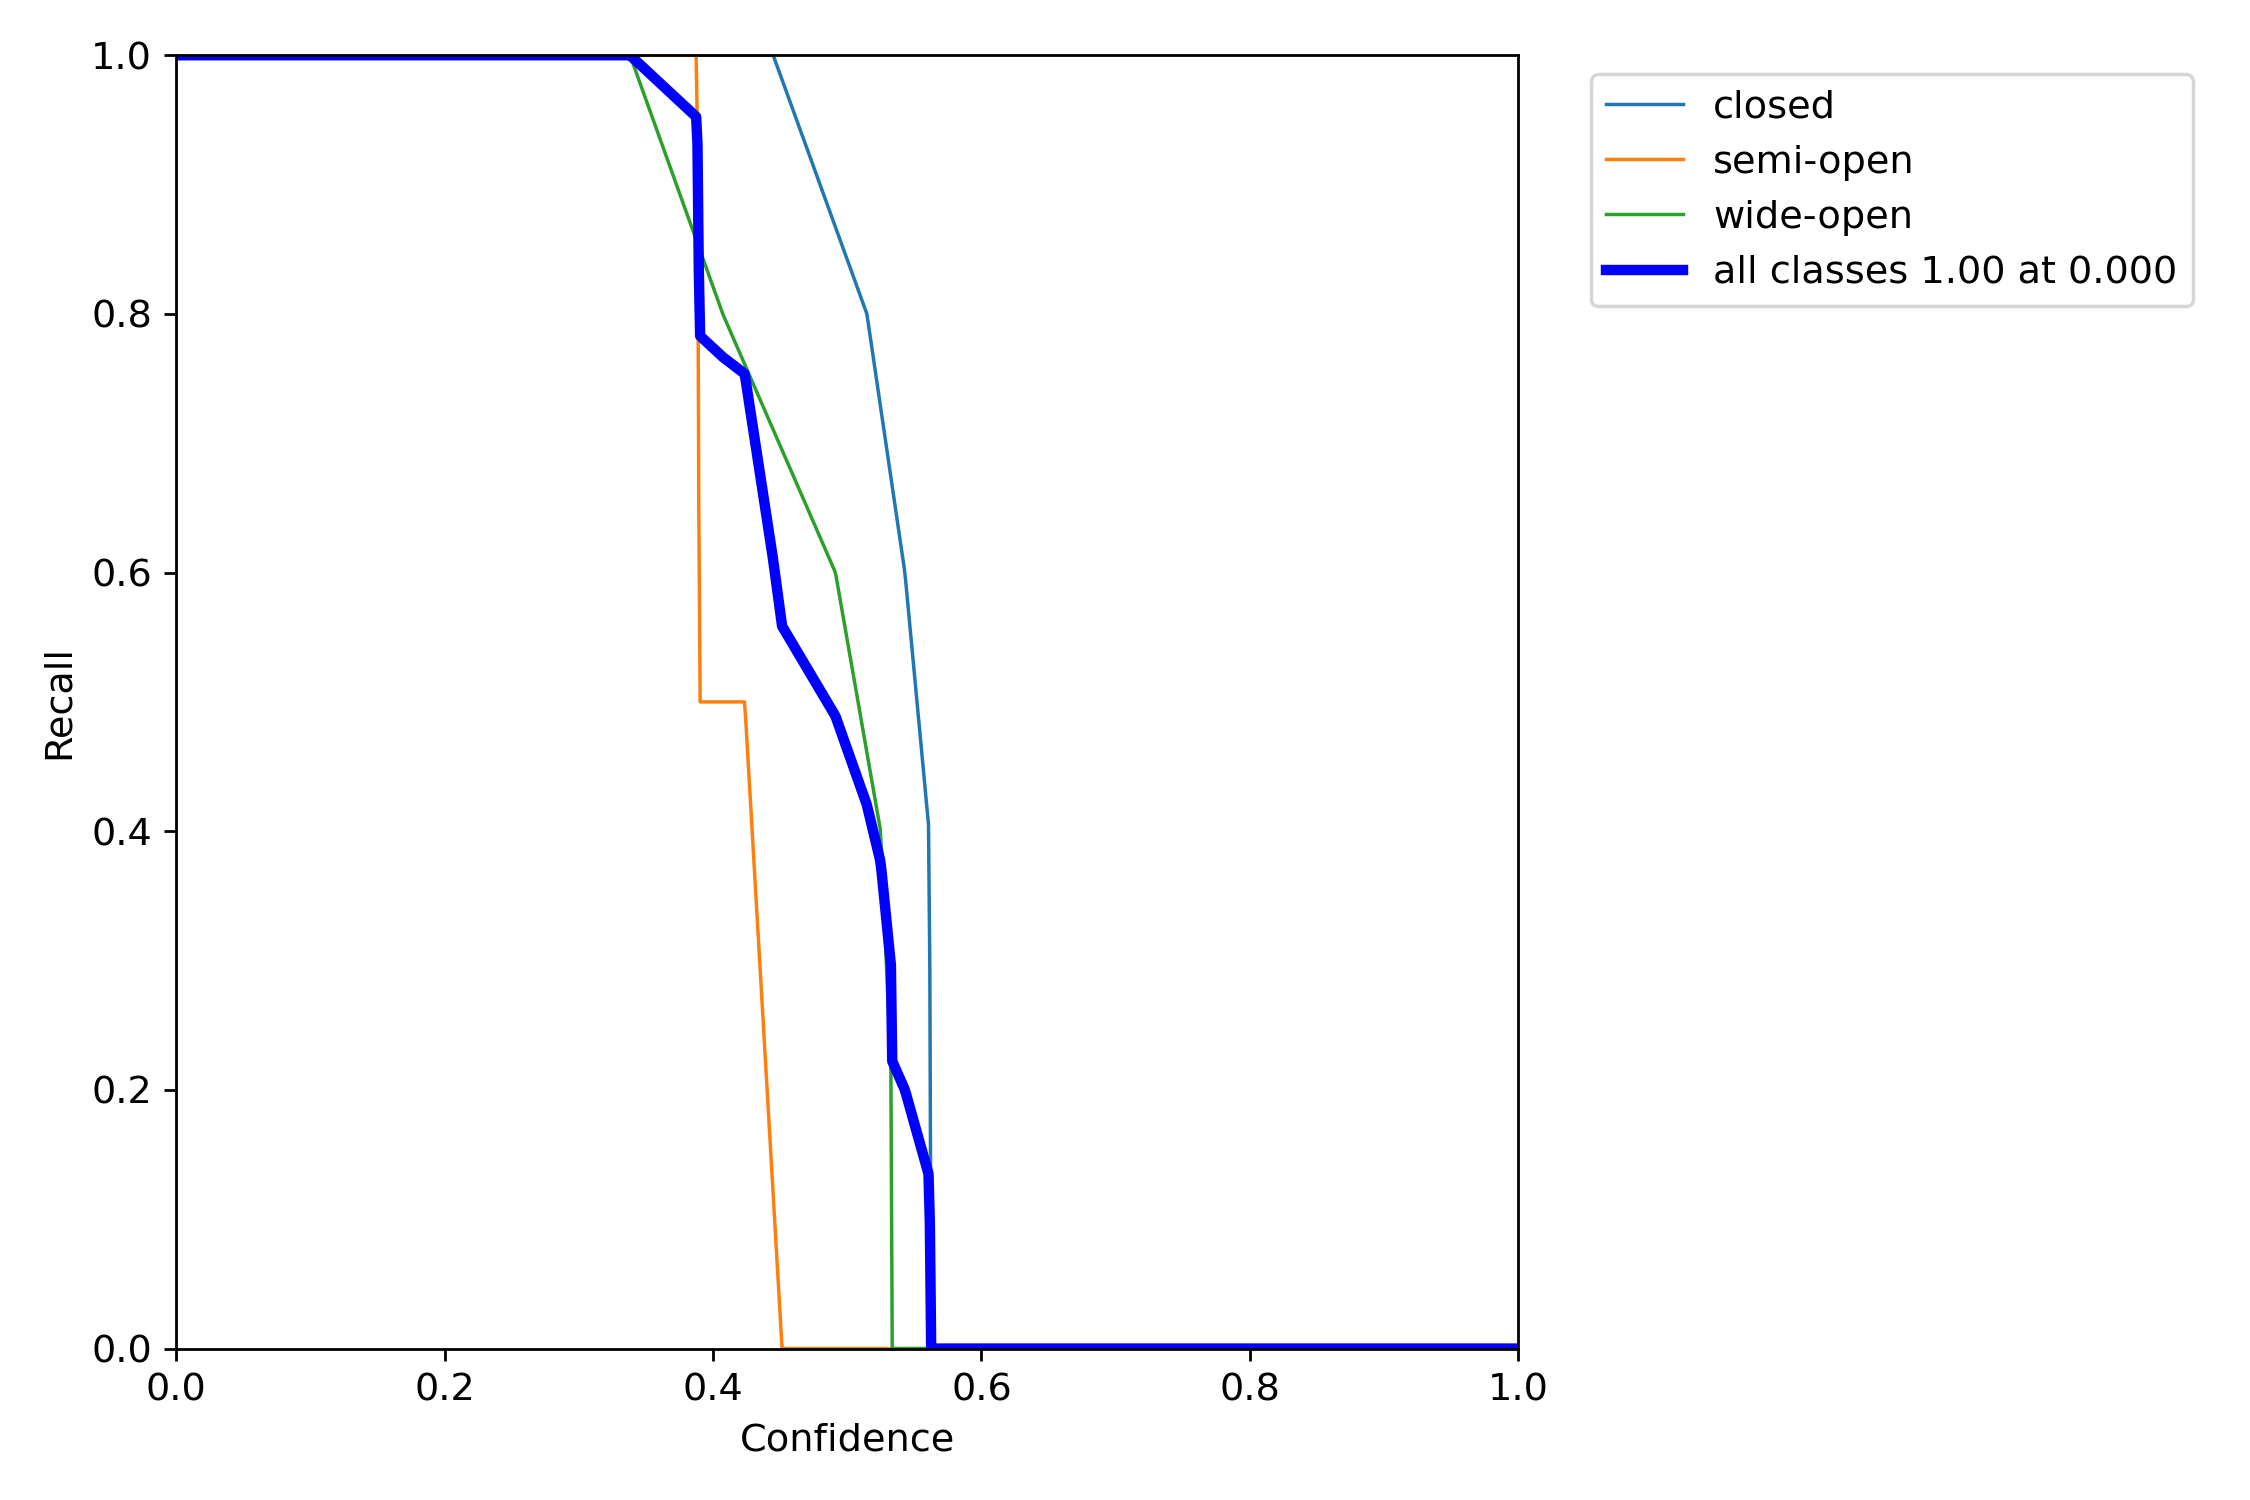 1.0
0.8
0.6
0.4
0.2
0.0
Recall
0.0 0.2 0.4 0.6 0.8 1.0
Confidence
closed
semi-open
wide-open
all classes 1.00 at 0.000